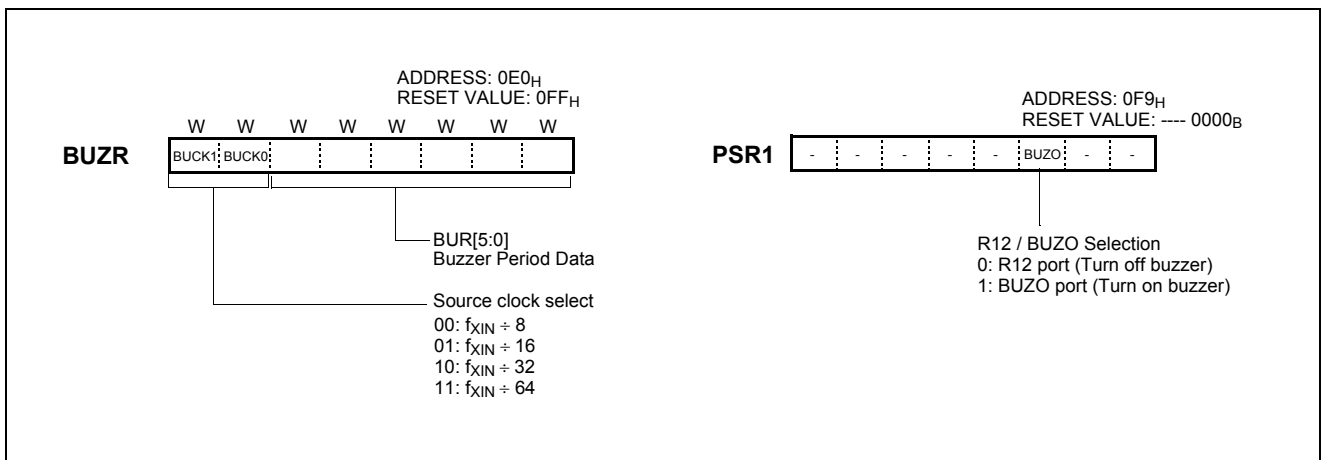 ADDRESS: 0E0H
RESET VALUE: 0FFH
W W W W W W W W
BUZR BUCK1 BUCK0
BUR[5:0]
Buzzer Period Data
Source clock select
00: fXIN ÷ 8
01: fXIN ÷ 16
10: fXIN ÷ 32
11: fXIN ÷ 64
ADDRESS: 0F9H
RESET VALUE: ---- 0000B
PSR1 - - - - - BUZO - -
R12 / BUZO Selection
0: R12 port (Turn off buzzer)
1: BUZO port (Turn on buzzer)